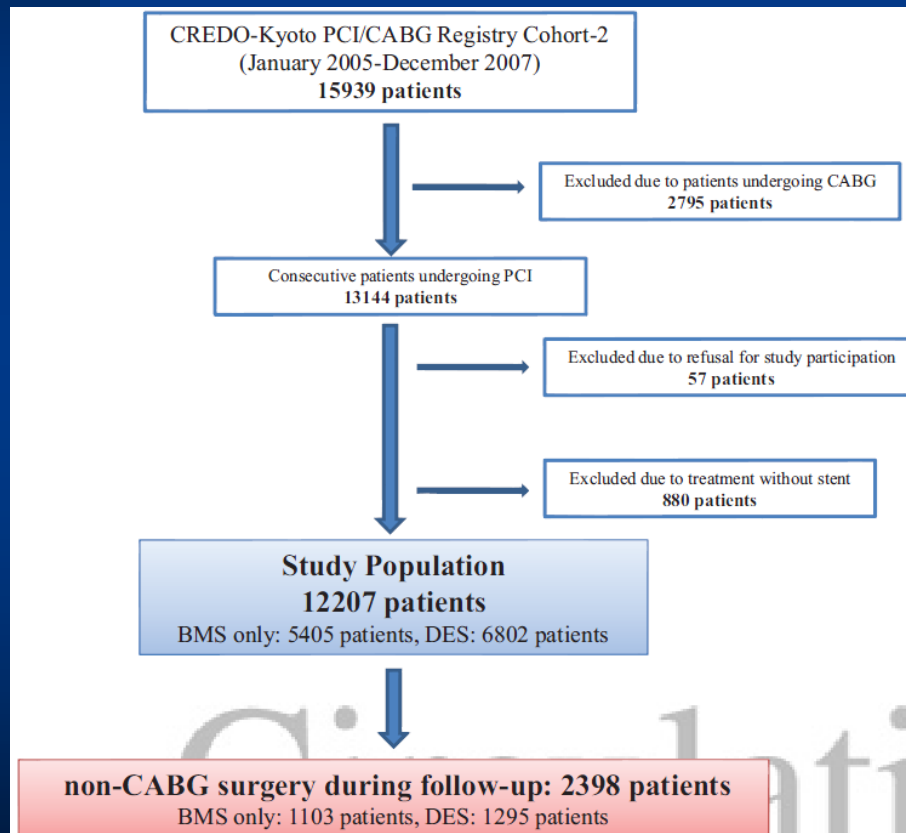 CREDO-Kyoto PCI/CABG Registry Cohort-2
(January 2005-December 2007)
15939 patients
Excluded due to patients undergoing CABG
2795 patients
Consecutive patients undergoing PCI
13144 patients
Excluded due to refusal for study participation
57 patients
Excluded due to treatment without stent
880 patients
Study Population
12207 patients
BMS only: 5405 patients, DES: 6802 patients
non-CABG surgery during follow-up: 2398 patients
BMS only: 1103 patients, DES: 1295 patients